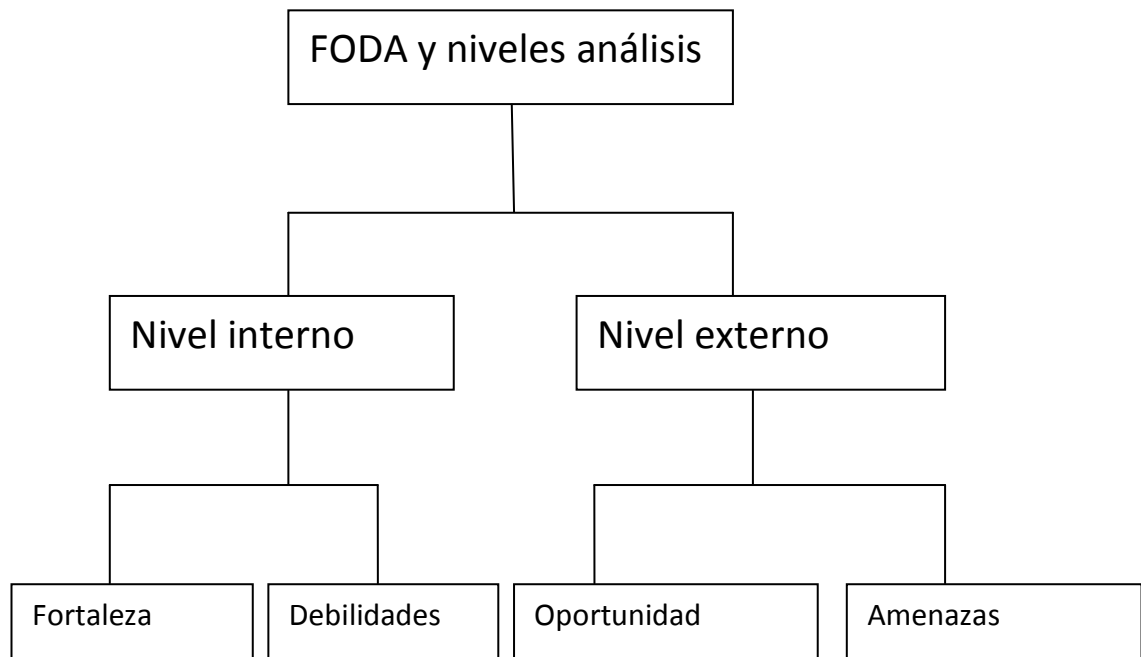 FODA y niveles análisis
Nivel interno
Nivel externo
Fortaleza
Debilidades
Oportunidad
Amenazas